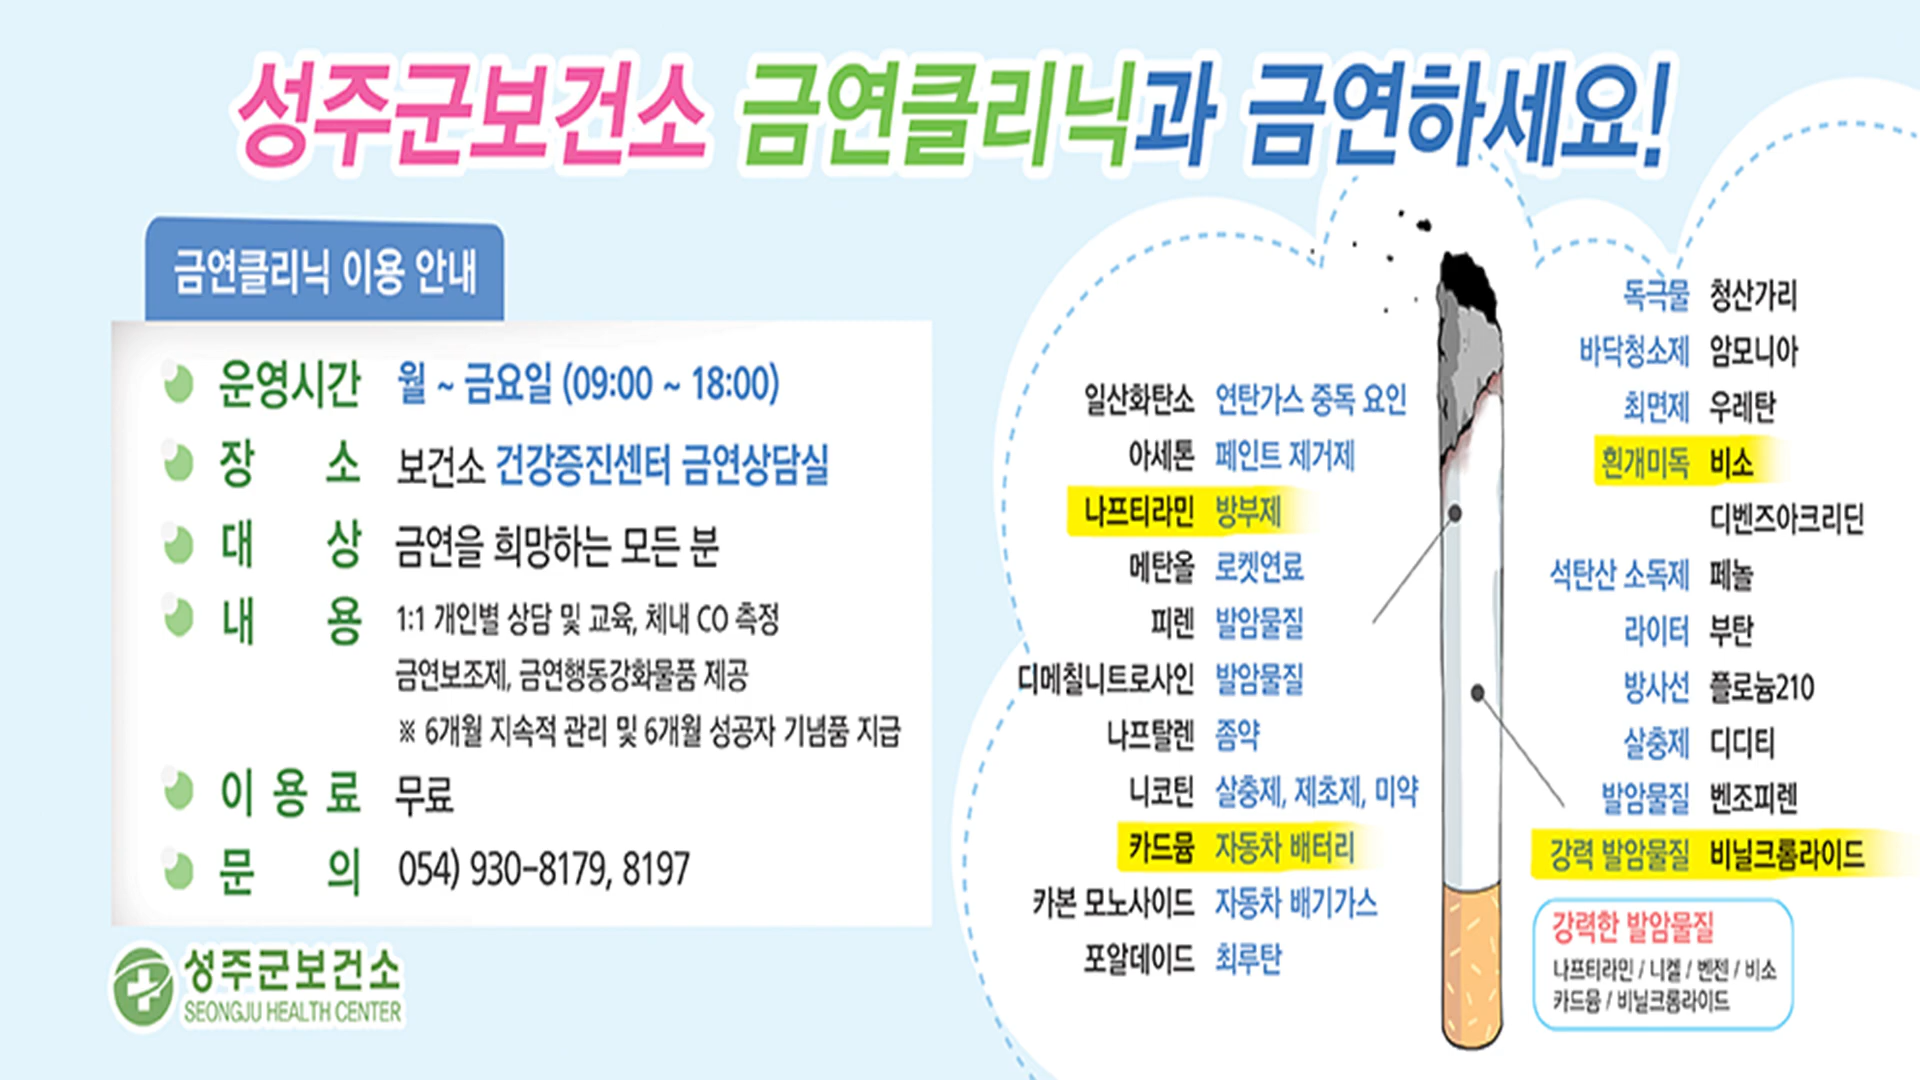 성주군보건소 금연클리닉과 금연하세요!
금연클리닉 이용 안내
운영시간 월 ~ 금요일 (09:00 ~ 18:00)
장 소 보건소 건강증진센터 금연상담실
대 상 금연을 희망하는 모든 분
내 용 1:1 개인별 상담 및 교육, 체내 CO 측정
금연보조제, 금연행동강화물품 제공
※ 6개월 지속적 관리 및 6개월 성공자 기념품 지급
이 용 료 무료
문 의 054) 930-8179, 8197
성주군보건소
SEONGJU HEALTH CENTER
일산화탄소 연탄가스 중독 요인
아세톤 페인트 제거제
나프티라민 방부제
메탄올 로켓연료
피렌 발암물질
디메칠니트로사인 발암물질
나프탈렌 좀약
니코틴 살충제, 제초제, 미약
카드뮴 자동차 배터리
카본 모노사이드 자동차 배기가스
포알데이드 최루탄
독극물 청산가리
바닥청소제 암모니아
최면제 우레탄
흰개미독 비소
디벤즈아크리딘
석탄산 소독제 페놀
라이터 부탄
방사선 플로늄210
살충제 디디티
발암물질 벤조피렌
강력 발암물질 비닐크롬라이드
강력한 발암물질
나프티라민 / 니켈 / 벤젠 / 비소
카드뮴 / 비닐크롬라이드